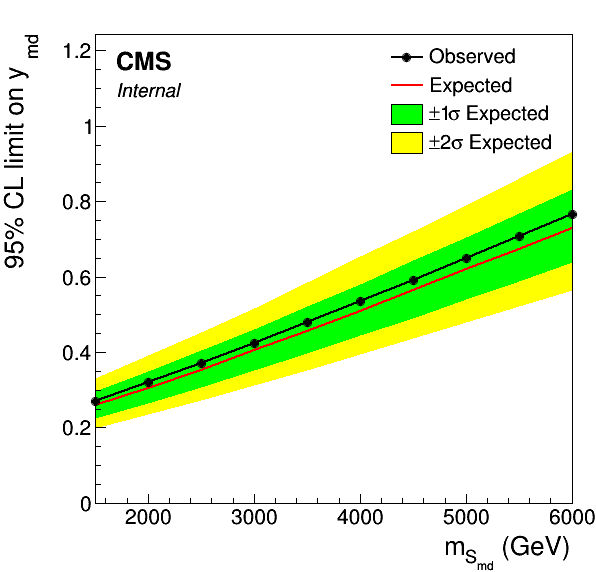 CMS
Internal
Observed
Expected
±1σ Expected
±2σ Expected
95% CL limit on y_md
1.2
1
0.8
0.6
0.4
0.2
0
2000 3000 4000 5000 6000
m_S_md (GeV)